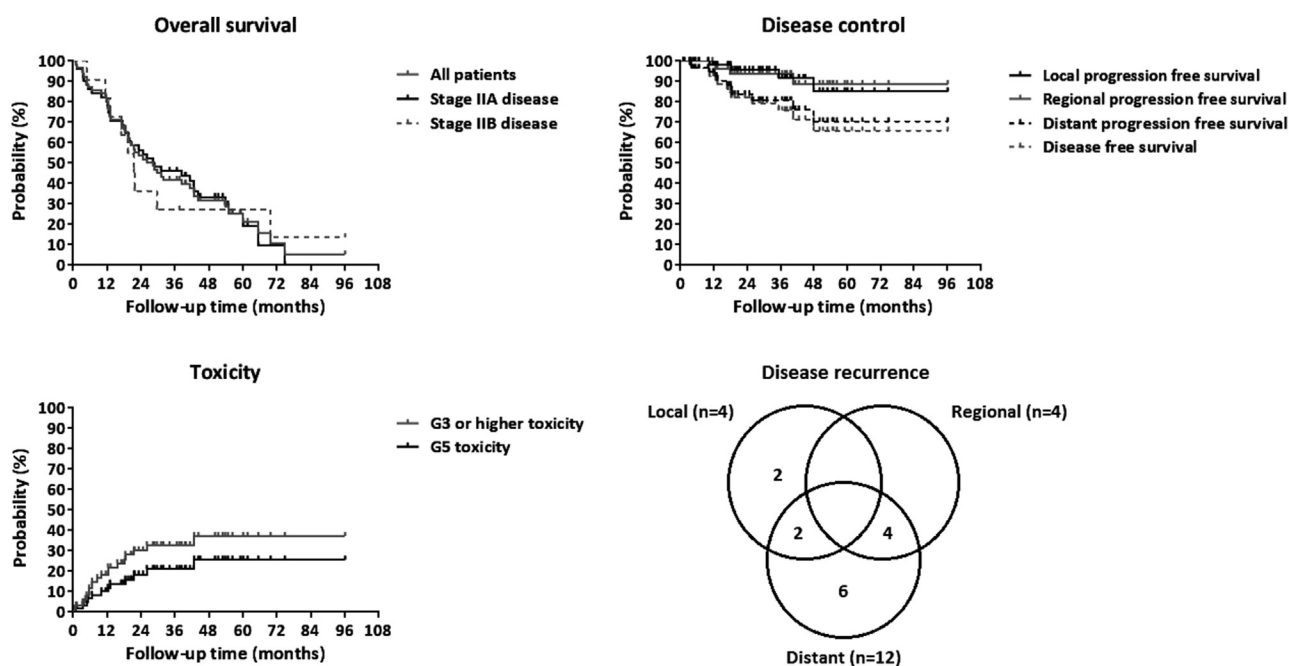 Overall survival
100
90
80
70
60
50
40
30
20
10
0
Probability (%)
0 12 24 36 48 60 72 84 96 108
Follow-up time (months)
All patients
Stage IIA disease
Stage IIB disease
Disease control
100
90
80
70
60
50
40
30
20
10
0
Probability (%)
0 12 24 36 48 60 72 84 96 108
Follow-up time (months)
Local progression free survival
Regional progression free survival
Distant progression free survival
Disease free survival
Toxicity
100
90
80
70
60
50
40
30
20
10
0
Probability (%)
0 12 24 36 48 60 72 84 96 108
Follow-up time (months)
G3 or higher toxicity
G5 toxicity
Disease recurrence
Local (n=4)
Regional (n=4)
2
2
4
6
Distant (n=12)